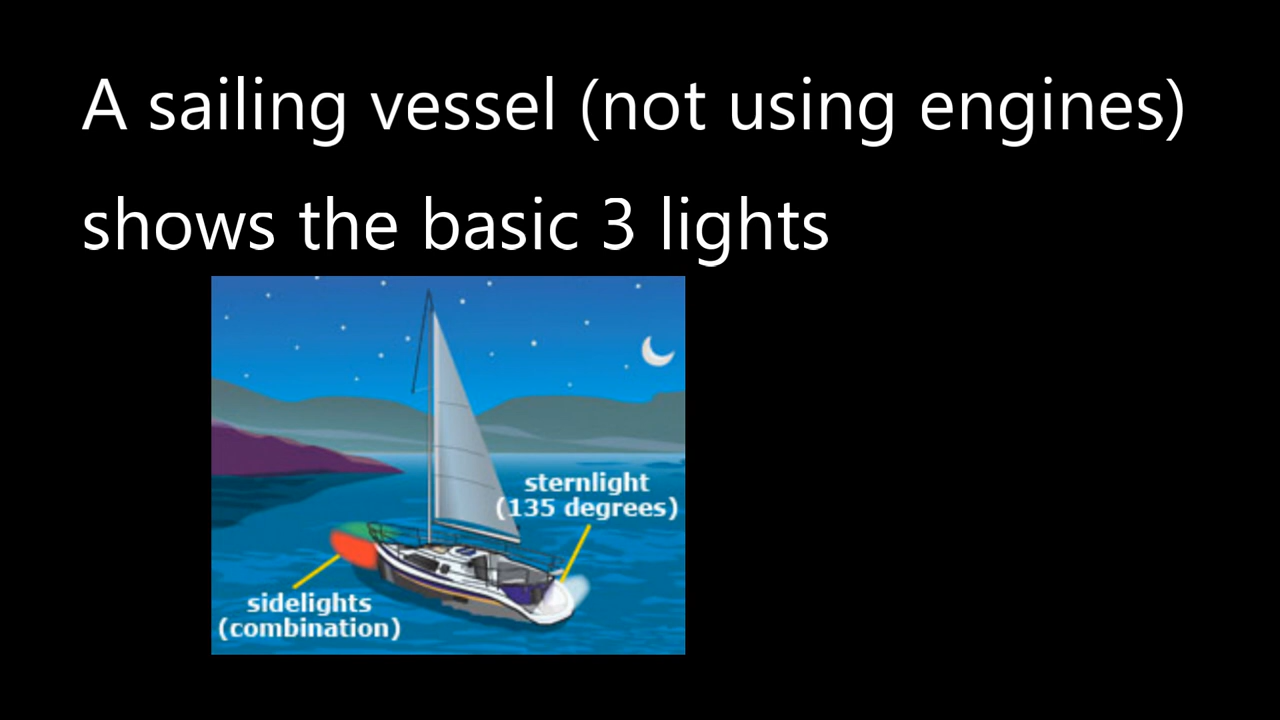 A sailing vessel (not using engines)
shows the basic 3 lights
sternlight
(135 degrees)
sidelights
(combination)